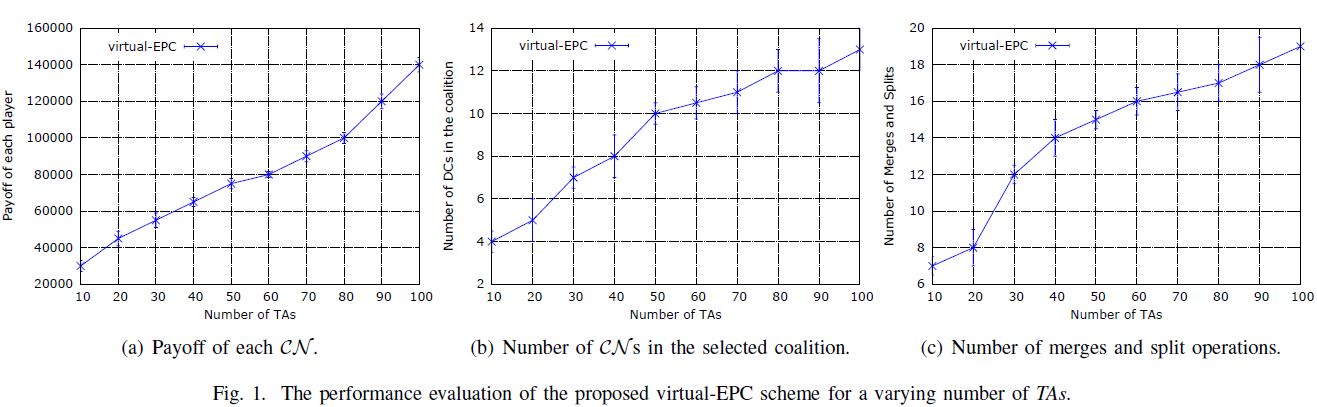 160000
140000
120000
100000
80000
60000
40000
20000
Payoff of each player
virtual-EPC
10 20 30 40 50 60 70 80 90 100
Number of TAs
(a) Payoff of each 𝒞𝒩.
14
12
10
8
6
4
2
Number of DCs in the coalition
virtual-EPC
10 20 30 40 50 60 70 80 90 100
Number of TAs
(b) Number of 𝒞𝒩s in the selected coalition.
20
18
16
14
12
10
8
6
Number of Merges and Splits
virtual-EPC
10 20 30 40 50 60 70 80 90 100
Number of TAs
(c) Number of merges and split operations.
Fig. 1. The performance evaluation of the proposed virtual-EPC scheme for a varying number of TAs.